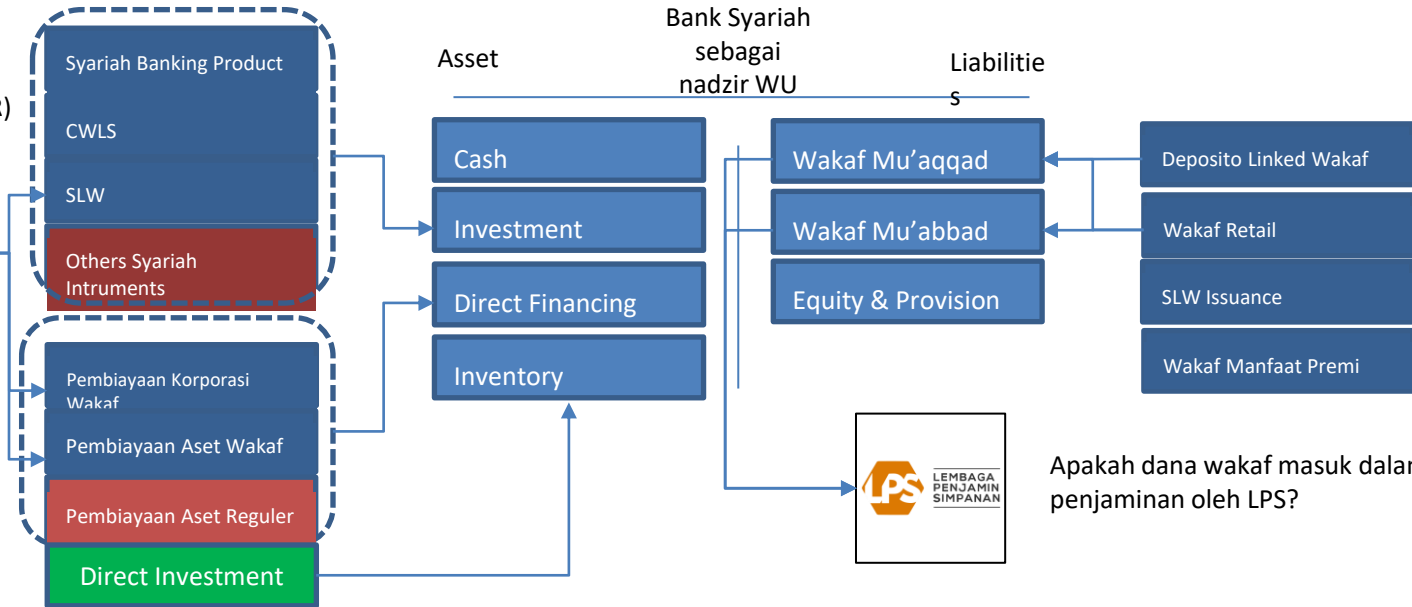 R)
Syariah Banking Product
CWLS
SLW
Others Syariah
Intruments
Pembiayaan Korporasi
Wakaf
Pembiayaan Aset Wakaf
Pembiayaan Aset Reguler
Direct Investment
Asset
Bank Syariah
sebagai
nadzir WU
Liabilitie
s
Cash
Investment
Direct Financing
Inventory
Wakaf Mu’aqqad
Wakaf Mu’abbad
Equity & Provision
Deposito Linked Wakaf
Wakaf Retail
SLW Issuance
Wakaf Manfaat Premi
LPS
LEMBAGA
PENJAMIN
SIMPANAN
Apakah dana wakaf masuk dalam
penjaminan oleh LPS?